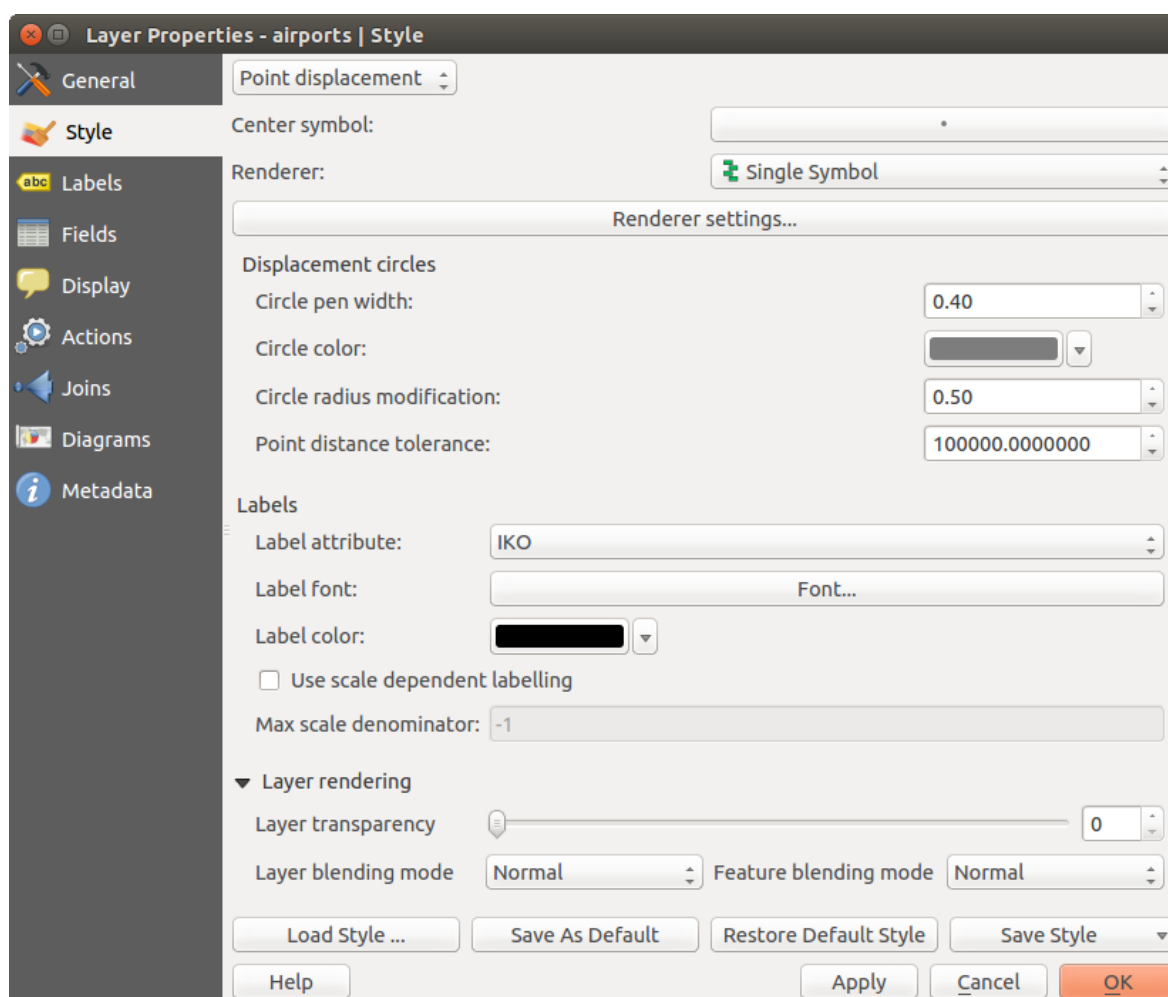 Layer Properties - airports | Style
General
Style
abc Labels
Fields
Display
Actions
Joins
Diagrams
i Metadata
Point displacement
Center symbol:
Renderer: Single Symbol
Renderer settings...
Displacement circles
Circle pen width: 0.40
Circle color:
Circle radius modification: 0.50
Point distance tolerance: 100000.0000000
Labels
Label attribute: IKO
Label font: Font...
Label color:
Use scale dependent labelling
Max scale denominator: -1
Layer rendering
Layer transparency 0
Layer blending mode Normal Feature blending mode Normal
Load Style ... Save As Default Restore Default Style Save Style
Help Apply Cancel OK